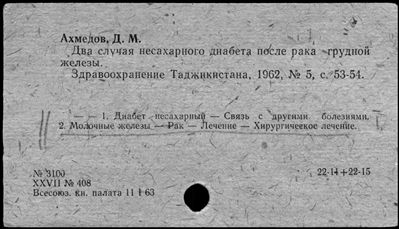 Ахмедов, Д. М.
Два случая несахарного диабета после рака грудной
железы.
Здравоохранение Таджикистана, 1962, № 5, с. 53-54.
— — 1. Диабет несахарный — Связь с другими болезнями.
2. Молочные железы — Рак — Лечение — Хирургическое лечение.
№ 3100
22-14+22-15
XXVII № 408
Всесоюз. кн. палата 11 I 63